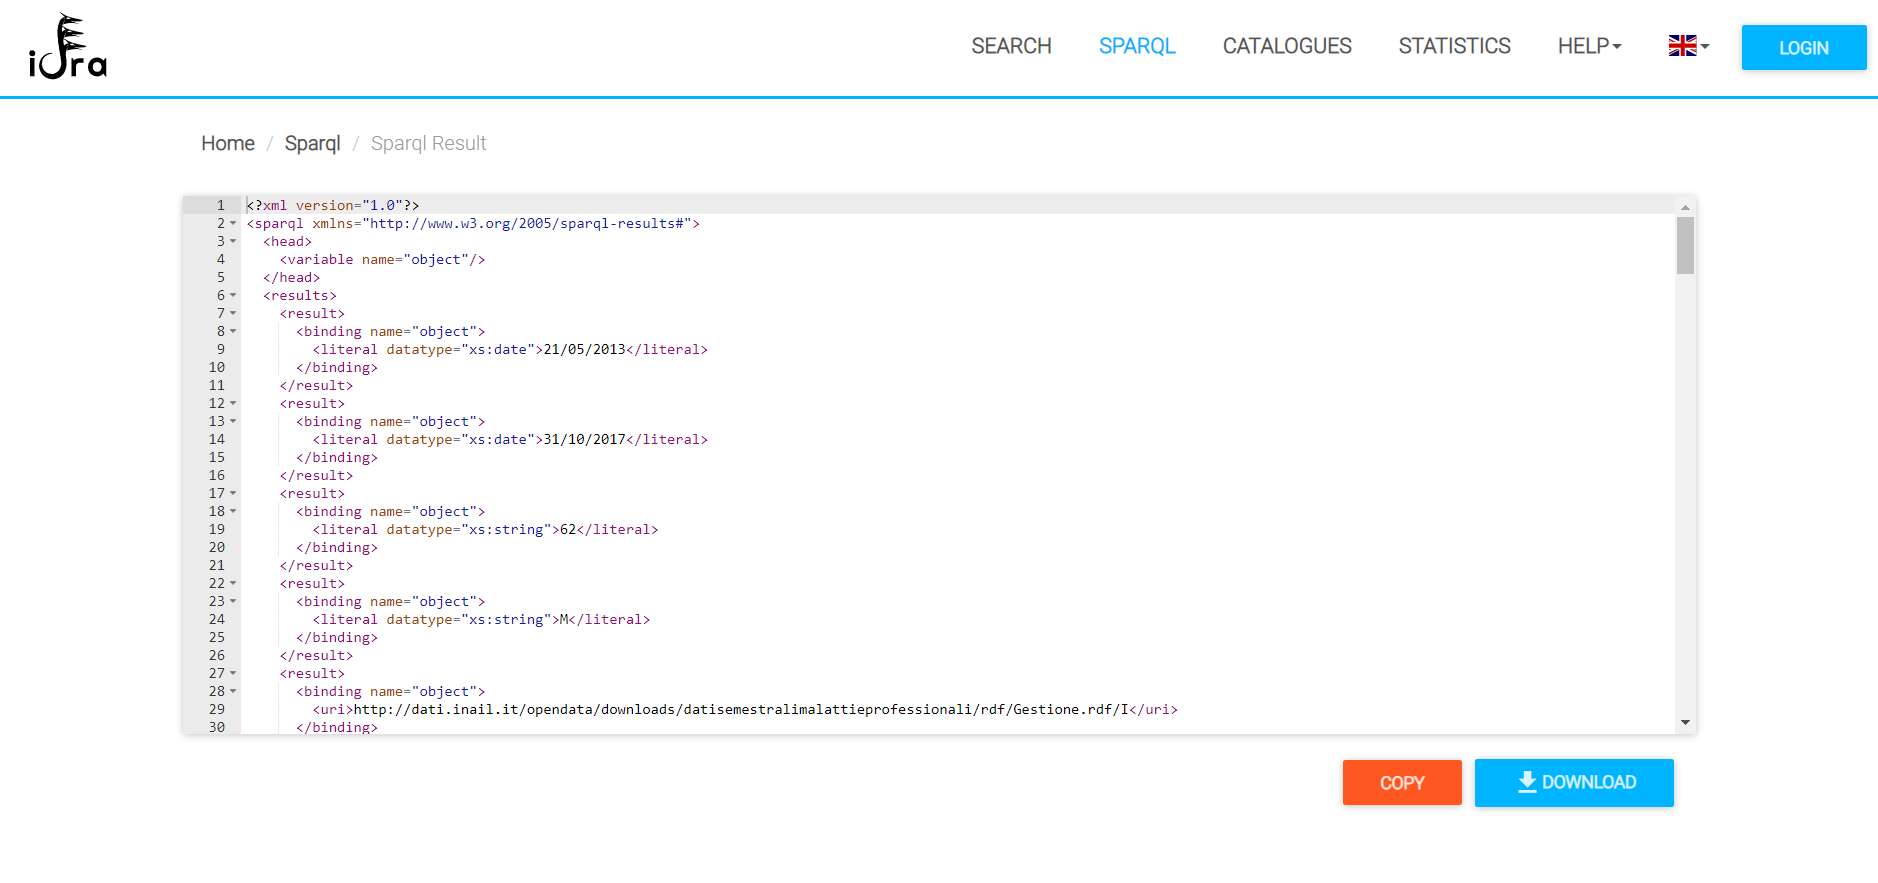 idra
SEARCH SPARQL CATALOGUES STATISTICS HELP LOGIN
Home / Sparql / Sparql Result
1 <?xml version="1.0"?>
2 <sparql xmlns="http://www.w3.org/2005/sparql-results#">
3 <head>
4 <variable name="object"/>
5 </head>
6 <results>
7 <result>
8 <binding name="object">
9 <literal datatype="xs:date">21/05/2013</literal>
10 </binding>
11 </result>
12 <result>
13 <binding name="object">
14 <literal datatype="xs:date">31/10/2017</literal>
15 </binding>
16 </result>
17 <result>
18 <binding name="object">
19 <literal datatype="xs:string">62</literal>
20 </binding>
21 </result>
22 <result>
23 <binding name="object">
24 <literal datatype="xs:string">M</literal>
25 </binding>
26 </result>
27 <result>
28 <binding name="object">
29 <uri>http://dati.inail.it/opendata/downloads/datisemestralimalattieprofessionali/rdf/Gestione.rdf/I</uri>
30 </binding>
COPY DOWNLOAD